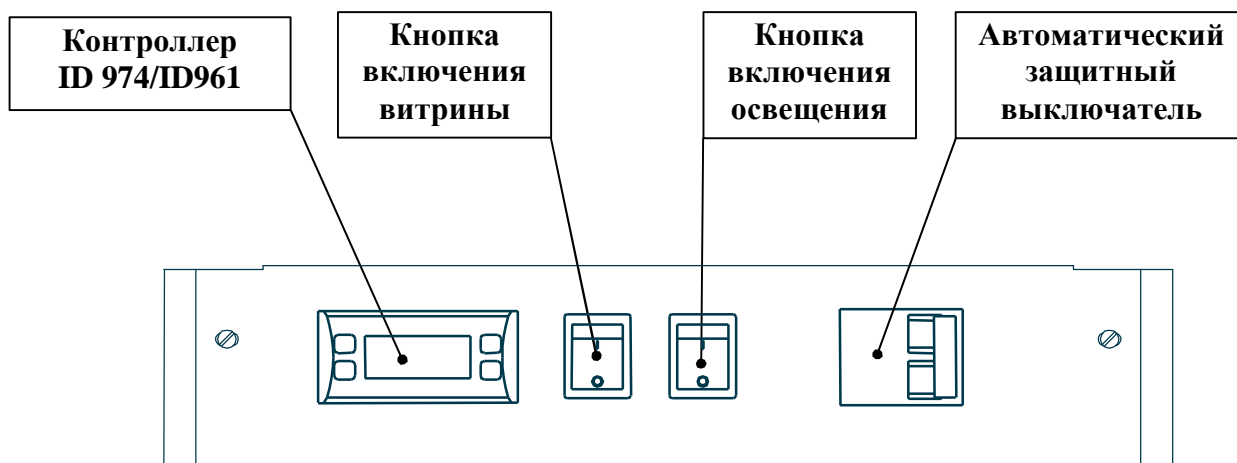 Контроллер
ID 974/ID961
Кнопка
включения
витрины
Кнопка
включения
освещения
Автоматический
защитный
выключатель